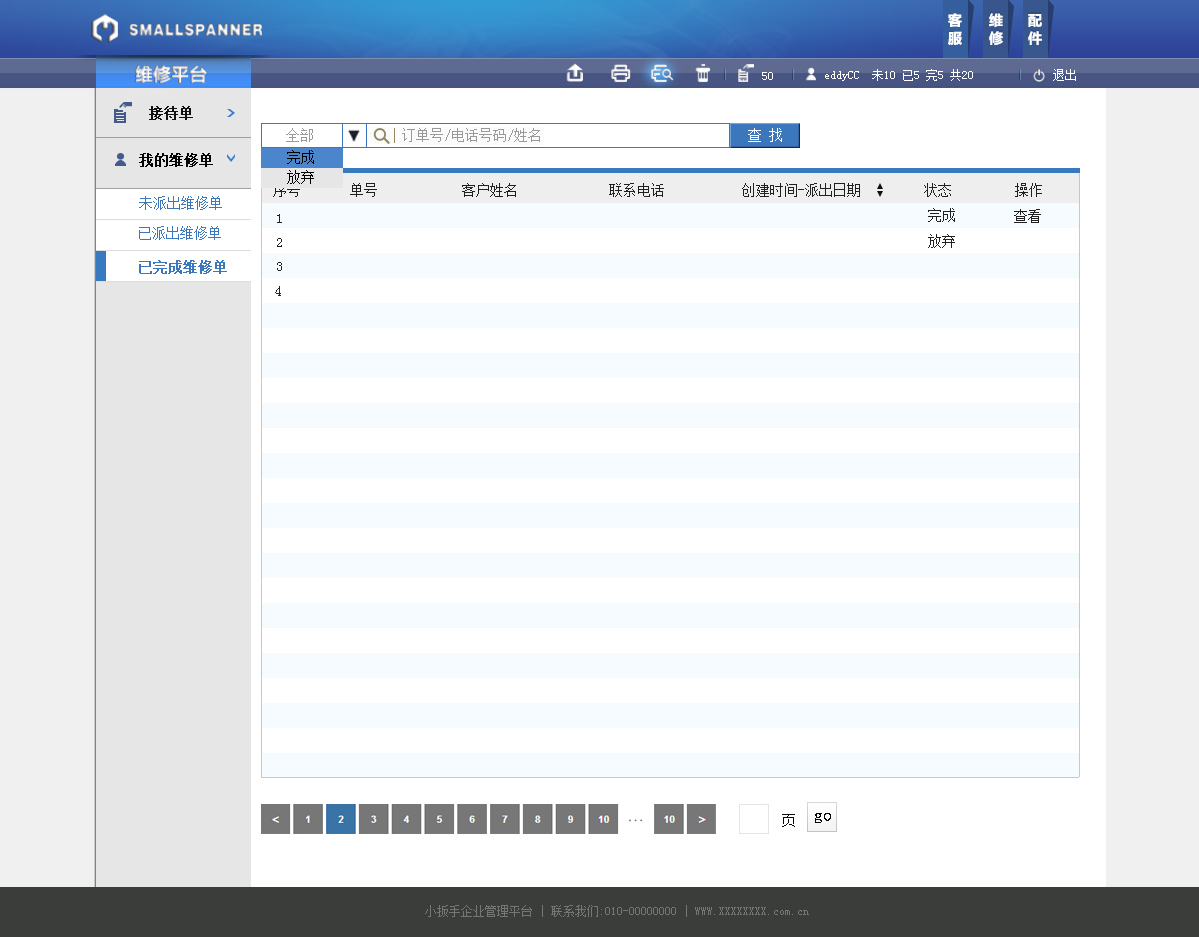 SMALLSPANNER
客服 维修 配件
维修平台
50 eddyCC 未10 已5 完5 共20 退出
接待单 >
我的维修单
未派出维修单
已派出维修单
已完成维修单
全部 ▼ 订单号/电话号码/姓名 查 找
完成
放弃
序号 单号 客户姓名 联系电话 创建时间-派出日期 状态 操作
1 完成 查看
2 放弃
3
4
< 1 2 3 4 5 6 7 8 9 10 ... 10 > 页 go
小扳手企业管理平台 | 联系我们:010-00000000 | WWW.XXXXXXXX.com.cn